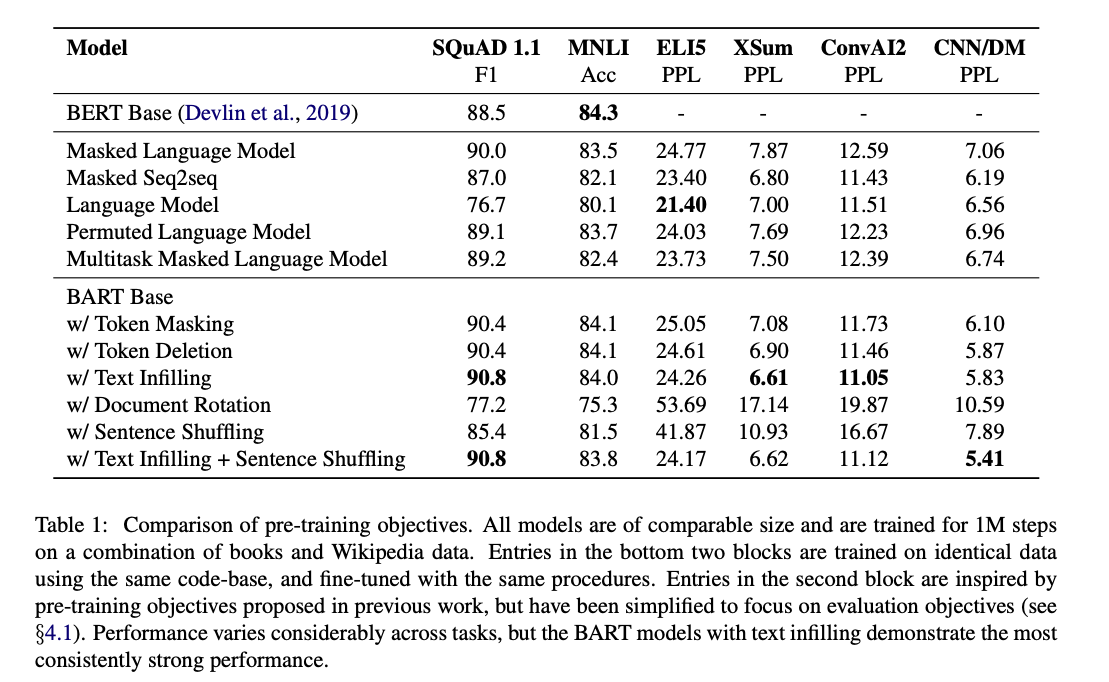 Model SQuAD 1.1 MNLI ELI5 XSum ConvAI2 CNN/DM
F1 Acc PPL PPL PPL PPL
BERT Base (Devlin et al., 2019) 88.5 84.3 - - - -
Masked Language Model 90.0 83.5 24.77 7.87 12.59 7.06
Masked Seq2seq 87.0 82.1 23.40 6.80 11.43 6.19
Language Model 76.7 80.1 21.40 7.00 11.51 6.56
Permuted Language Model 89.1 83.7 24.03 7.69 12.23 6.96
Multitask Masked Language Model 89.2 82.4 23.73 7.50 12.39 6.74
BART Base
w/ Token Masking 90.4 84.1 25.05 7.08 11.73 6.10
w/ Token Deletion 90.4 84.1 24.61 6.90 11.46 5.87
w/ Text Infilling 90.8 84.0 24.26 6.61 11.05 5.83
w/ Document Rotation 77.2 75.3 53.69 17.14 19.87 10.59
w/ Sentence Shuffling 85.4 81.5 41.87 10.93 16.67 7.89
w/ Text Infilling + Sentence Shuffling 90.8 83.8 24.17 6.62 11.12 5.41
Table 1: Comparison of pre-training objectives. All models are of comparable size and are trained for 1M steps
on a combination of books and Wikipedia data. Entries in the bottom two blocks are trained on identical data
using the same code-base, and fine-tuned with the same procedures. Entries in the second block are inspired by
pre-training objectives proposed in previous work, but have been simplified to focus on evaluation objectives (see
§4.1). Performance varies considerably across tasks, but the BART models with text infilling demonstrate the most
consistently strong performance.